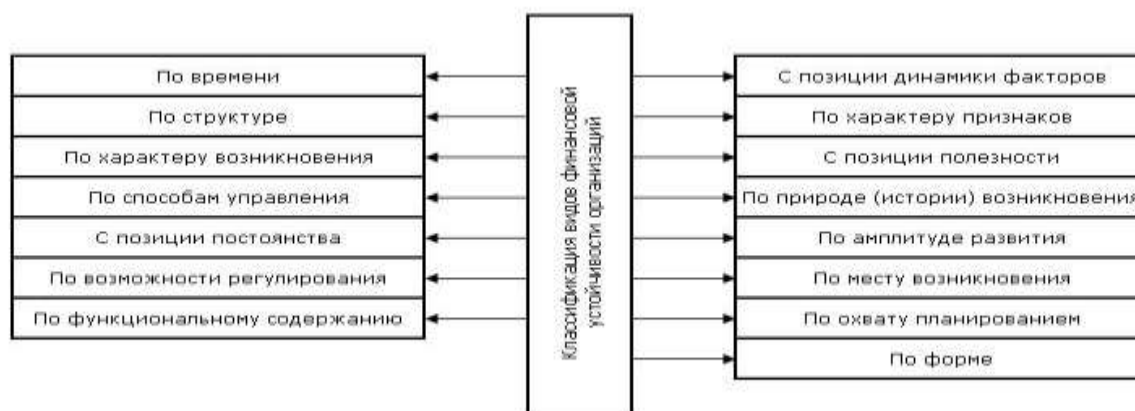 По времени
По структуре
По характеру возникновения
По способам управления
С позиции постоянства
По возможности регулирования
По функциональному содержанию
Классификация видов финансовой
устойчивости организаций
С позиции динамики факторов
По характеру признаков
С позиции полезности
По природе (истории) возникновения
По амплитуде развития
По месту возникновения
По охвату планированием
По форме